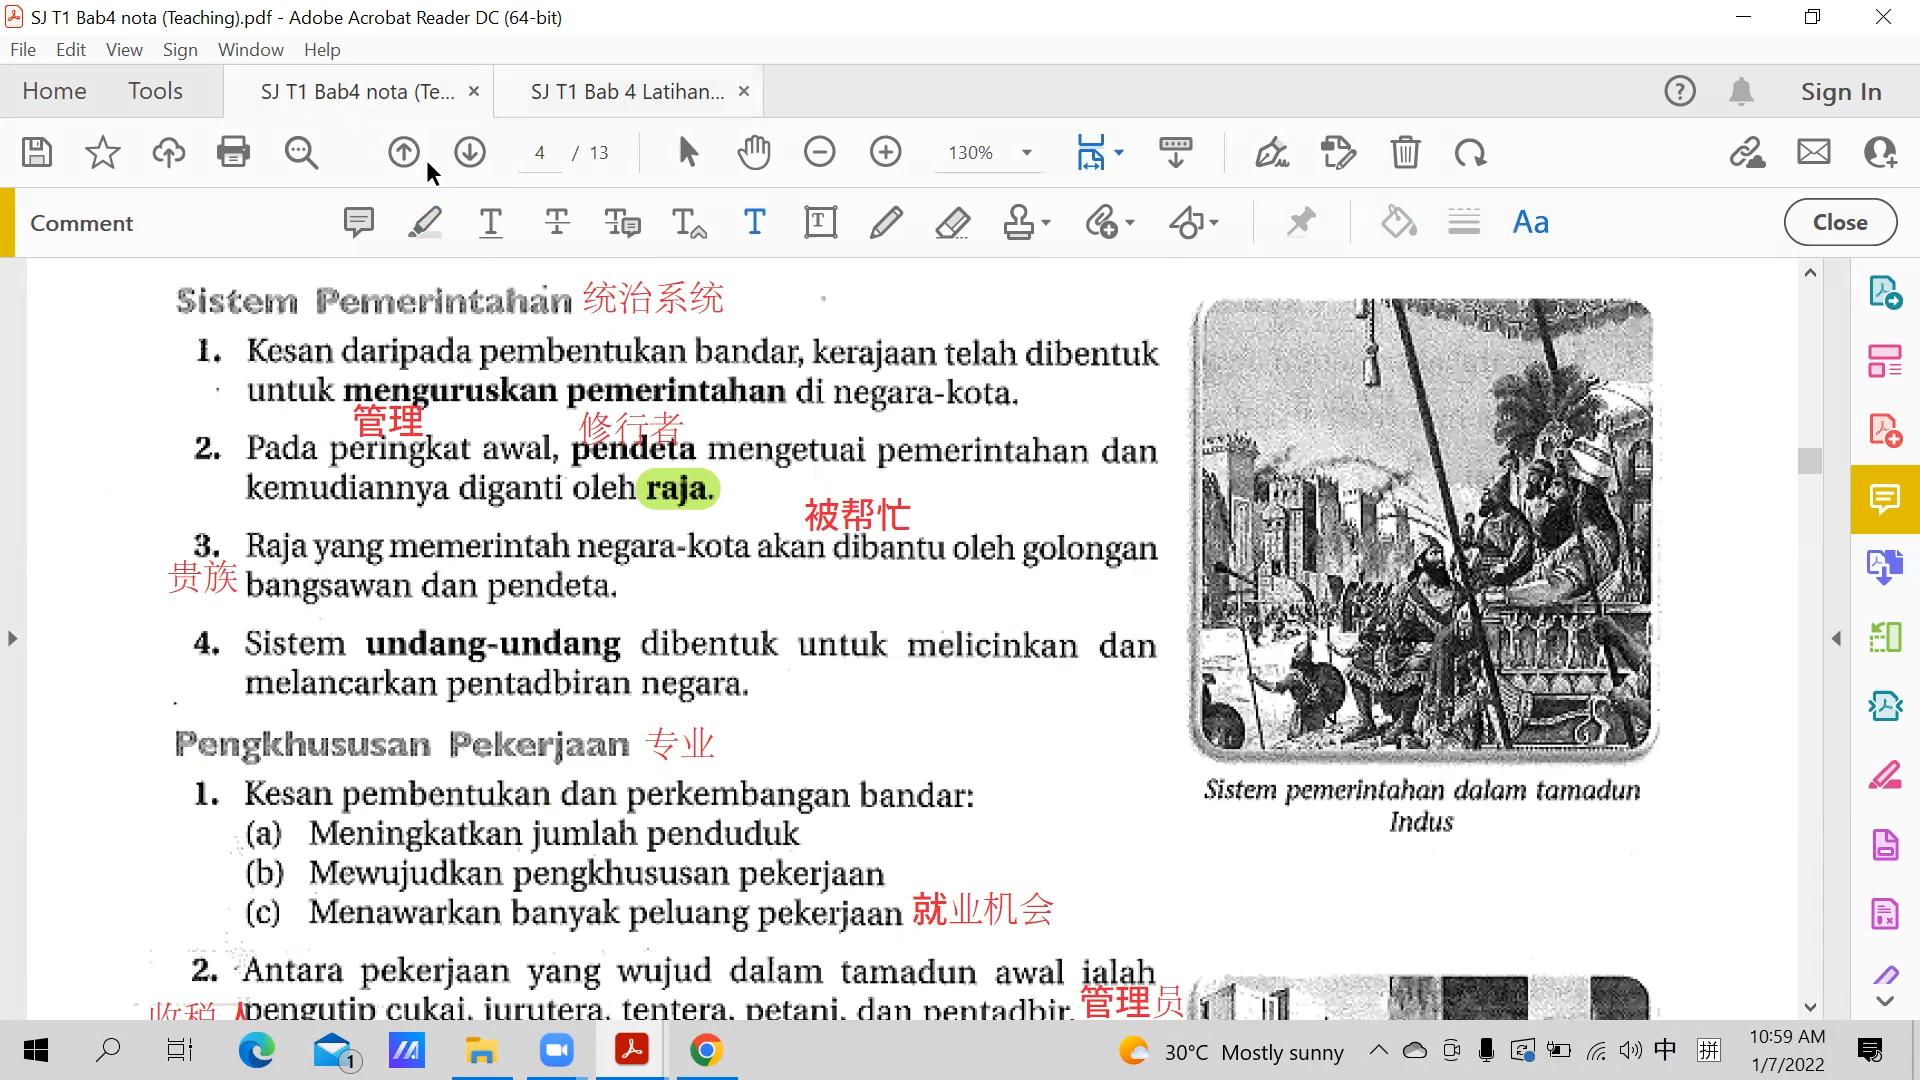 SJ T1 Bab4 nota (Teaching).pdf - Adobe Acrobat Reader DC (64-bit)
File Edit View Sign Window Help
Home Tools SJ T1 Bab4 nota (Te... × SJ T1 Bab 4 Latihan... × Sign In
4 / 13 130%
Comment Aa Close
Sistem Pemerintahan 统治系统
1. Kesan daripada pembentukan bandar, kerajaan telah dibentuk
untuk menguruskan pemerintahan di negara-kota.
管理 修行者
2. Pada peringkat awal, pendeta mengetuai pemerintahan dan
kemudiannya diganti oleh raja.
被帮忙
3. Raja yang memerintah negara-kota akan dibantu oleh golongan
贵族 bangsawan dan pendeta.
4. Sistem undang-undang dibentuk untuk melicinkan dan
melancarkan pentadbiran negara.
Pengkhususan Pekerjaan 专业
1. Kesan pembentukan dan perkembangan bandar:
(a) Meningkatkan jumlah penduduk
(b) Mewujudkan pengkhususan pekerjaan
(c) Menawarkan banyak peluang pekerjaan 就业机会
2. Antara pekerjaan yang wujud dalam tamadun awal ialah
收税人 pengutip cukai, jurutera, tentera, petani, dan pentadbir. 管理员
Sistem pemerintahan dalam tamadun
Indus
1
30°C Mostly sunny
中
拼
10:59 AM
1/7/2022